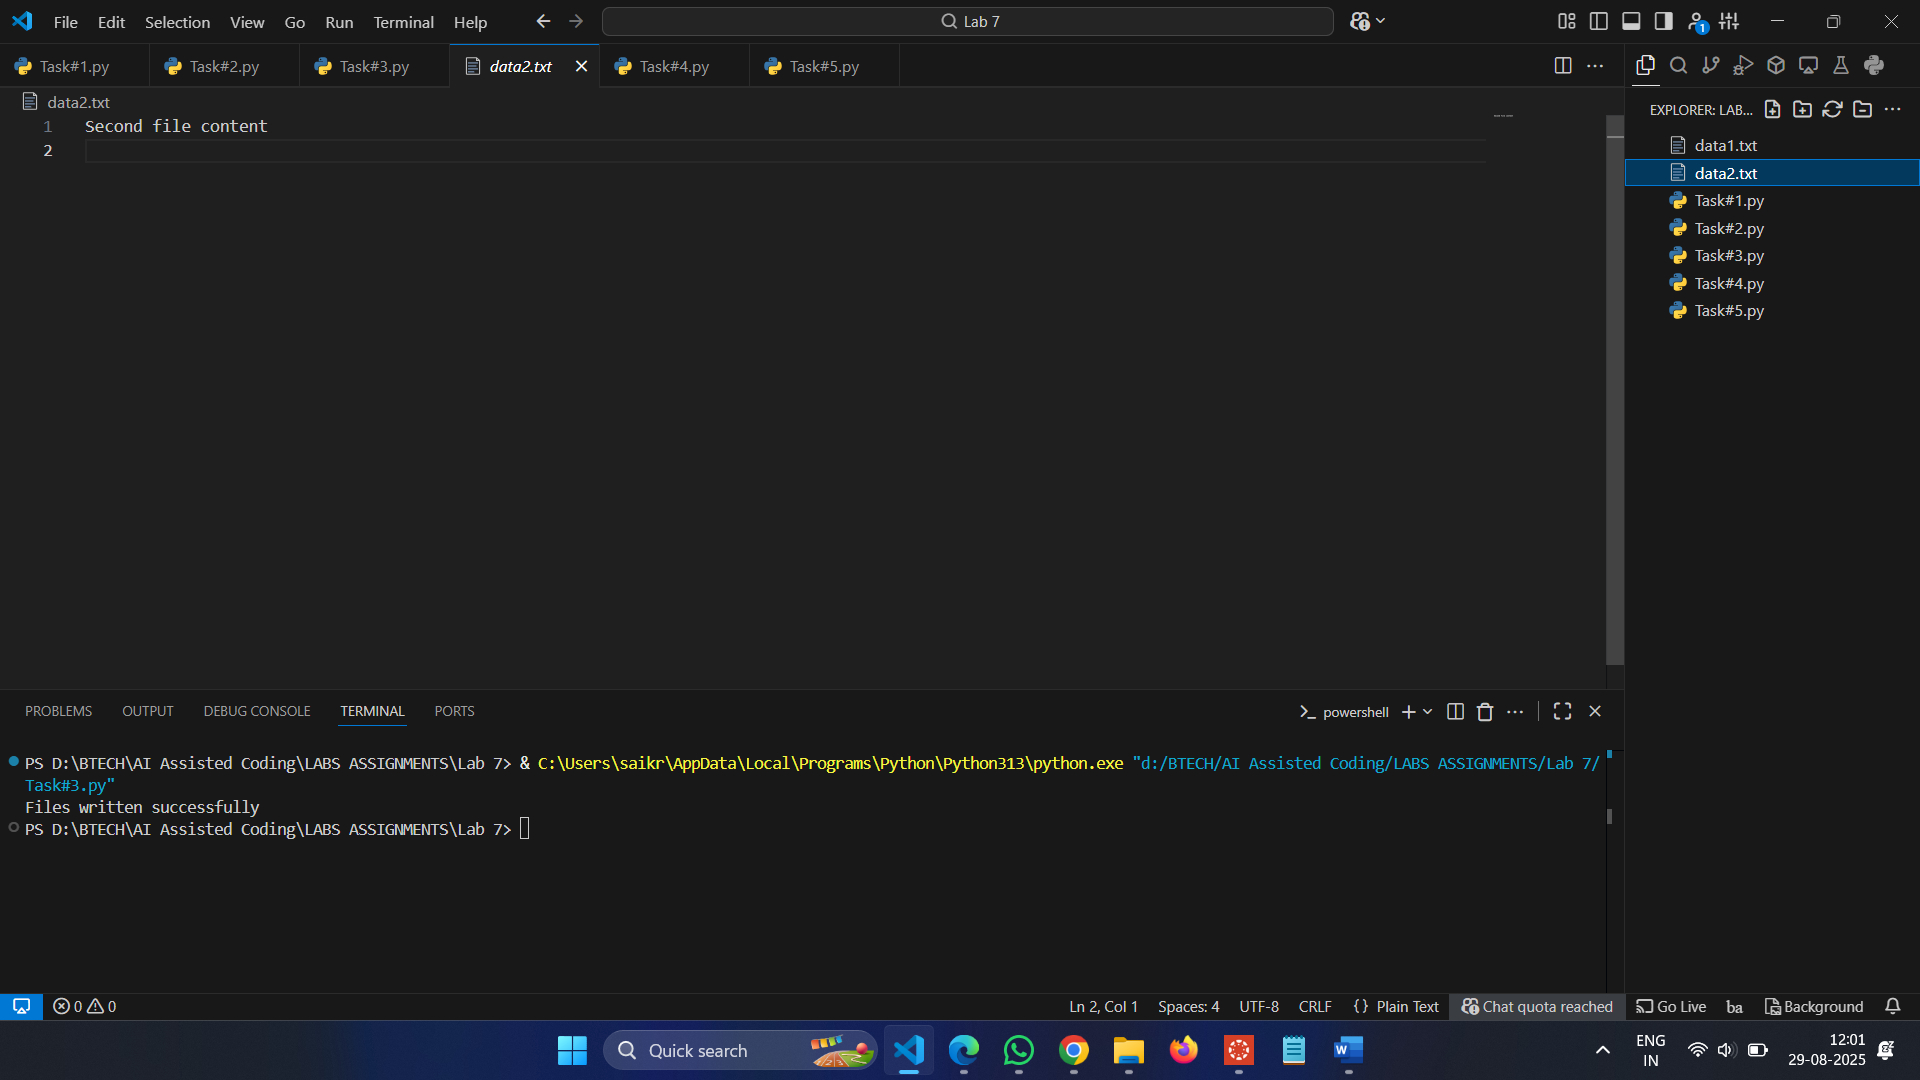 File Edit Selection View Go Run Terminal Help Lab 7
1
Task#1.py Task#2.py Task#3.py data2.txt Task#4.py Task#5.py
data2.txt
1 Second file content
2
EXPLORER: LAB...
data1.txt
data2.txt
Task#1.py
Task#2.py
Task#3.py
Task#4.py
Task#5.py
PROBLEMS OUTPUT DEBUG CONSOLE TERMINAL PORTS powershell
PS D:\BTECH\AI Assisted Coding\LABS ASSIGNMENTS\Lab 7> & C:\Users\saikr\AppData\Local\Programs\Python\Python313\python.exe "d:/BTECH/AI Assisted Coding/LABS ASSIGNMENTS/Lab 7/
Task#3.py"
Files written successfully
PS D:\BTECH\AI Assisted Coding\LABS ASSIGNMENTS\Lab 7>
0 0 Ln 2, Col 1 Spaces: 4 UTF-8 CRLF {} Plain Text Chat quota reached Go Live ba Background
Quick search
W
ENG
IN
12:01
29-08-2025